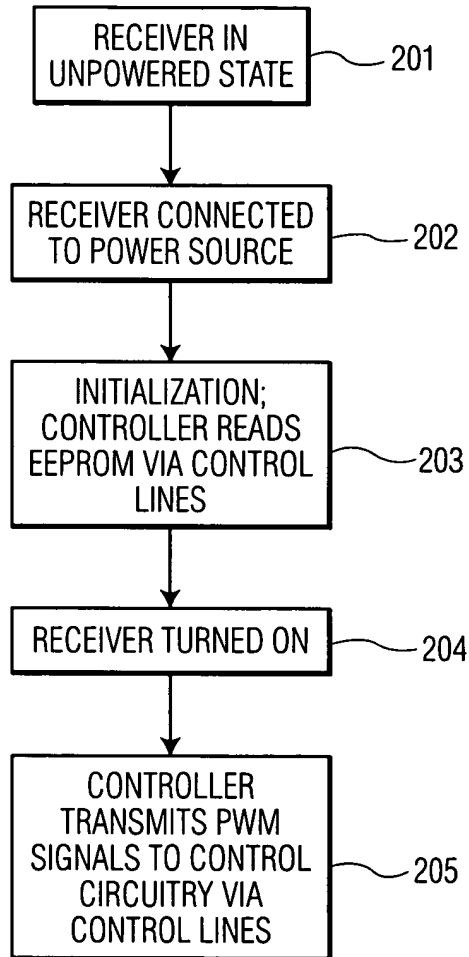 RECEIVER IN
UNPOWERED STATE
201
RECEIVER CONNECTED
TO POWER SOURCE
202
INITIALIZATION;
CONTROLLER READS
EEPROM VIA CONTROL
LINES
203
RECEIVER TURNED ON
204
CONTROLLER
TRANSMITS PWM
SIGNALS TO CONTROL
CIRCUITRY VIA
CONTROL LINES
205